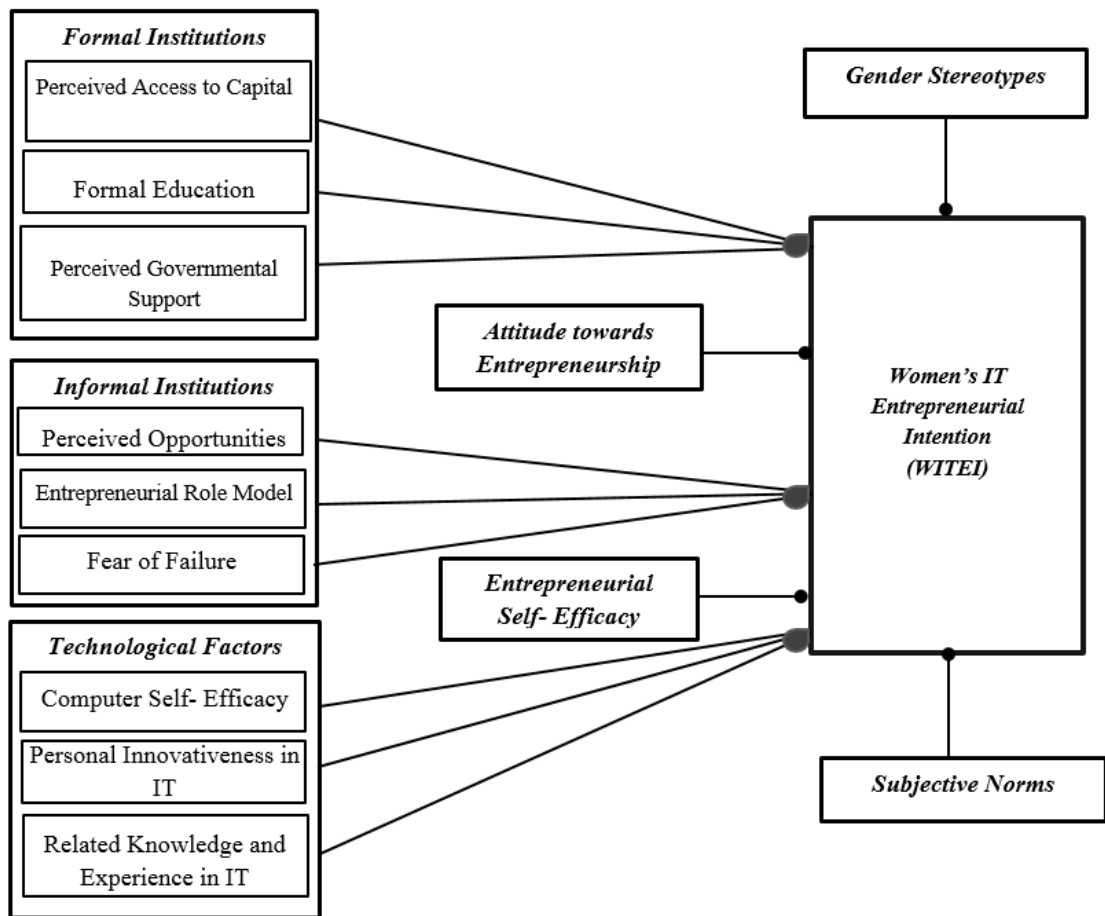 Formal Institutions
Perceived Access to Capital
Formal Education
Perceived Governmental
Support
Informal Institutions
Perceived Opportunities
Entrepreneurial Role Model
Fear of Failure
Technological Factors
Computer Self- Efficacy
Personal Innovativeness in
IT
Related Knowledge and
Experience in IT
Attitude towards
Entrepreneurship
Entrepreneurial
Self- Efficacy
Gender Stereotypes
Women’s IT
Entrepreneurial
Intention
(WITEI)
Subjective Norms